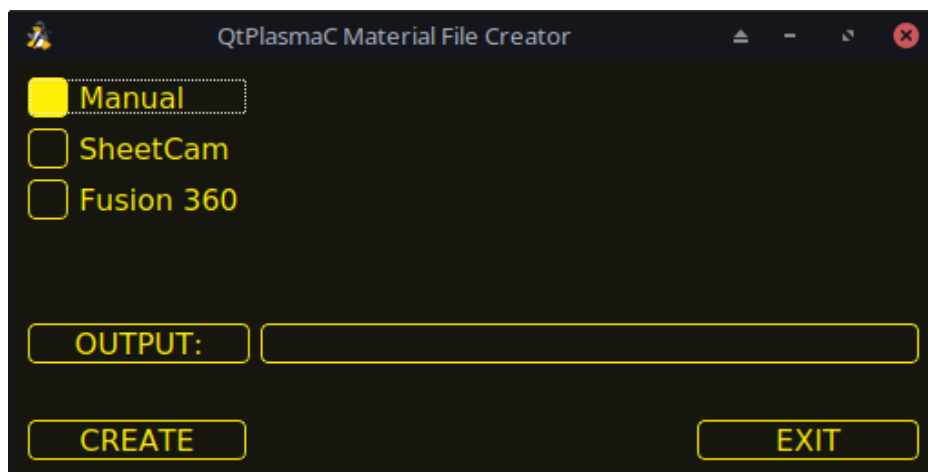 QtPlasmaC Material File Creator
Manual
SheetCam
Fusion 360
OUTPUT:
CREATE
EXIT